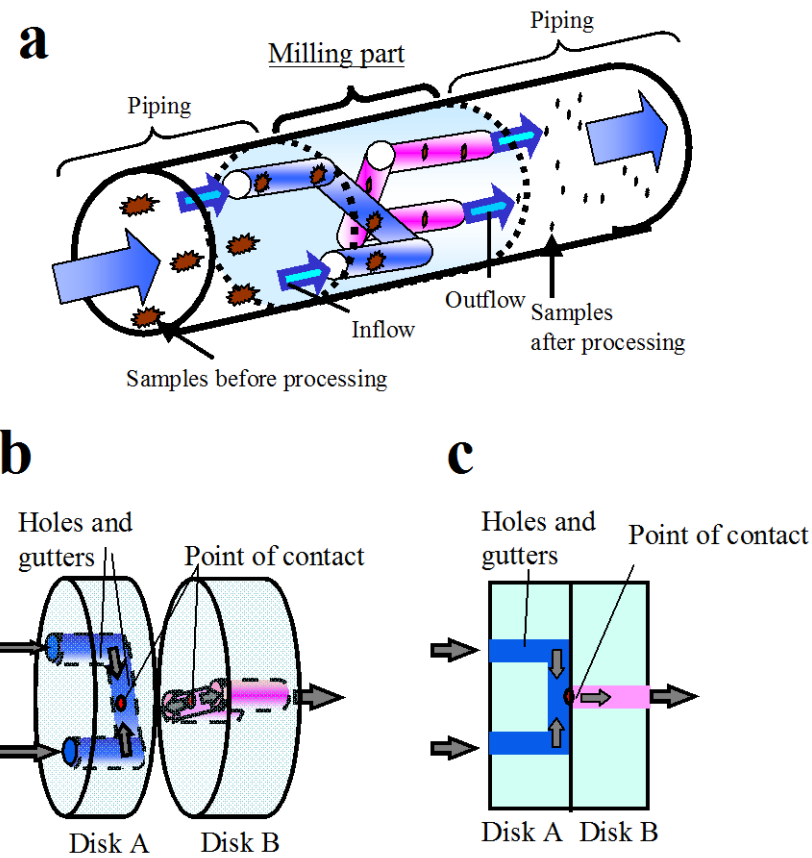 a
Piping
Milling part
Piping
Inflow
Outflow
Samples
after processing
Samples before processing
b
Holes and
gutters
Point of contact
Disk A
Disk B
c
Holes and
gutters
Point of contact
Disk A
Disk B